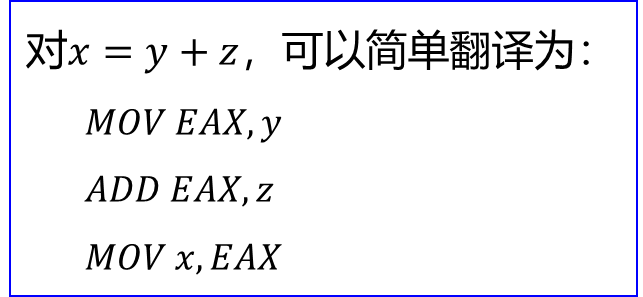 对x = y + z，可以简单翻译为：
MOV EAX, y
ADD EAX, z
MOV x, EAX